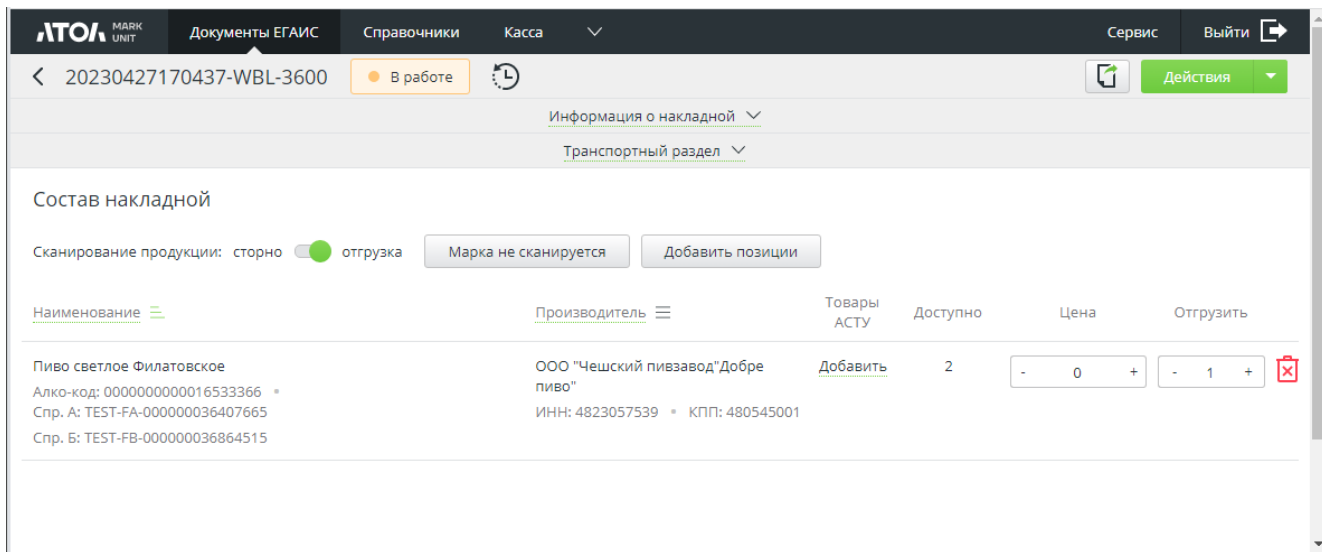 АТОЛ MARK UNIT Документы ЕГАИС Справочники Касса Сервис Выйти
20230427170437-WBL-3600 В работе Действия
Информация о накладной
Транспортный раздел
Состав накладной
Сканирование продукции: сторно отгрузка Марка не сканируется Добавить позиции
Наименование Производитель Товары АСТУ Доступно Цена Отгрузить
Пиво светлое Филатовское ООО "Чешский пивзавод"Добре пиво" Добавить 2 - 0 + - 1 +
Алко-код: 0000000000016533366
Спр. А: TEST-FA-000000036407665 ИНН: 4823057539 КПП: 480545001
Спр. Б: TEST-FB-000000036864515